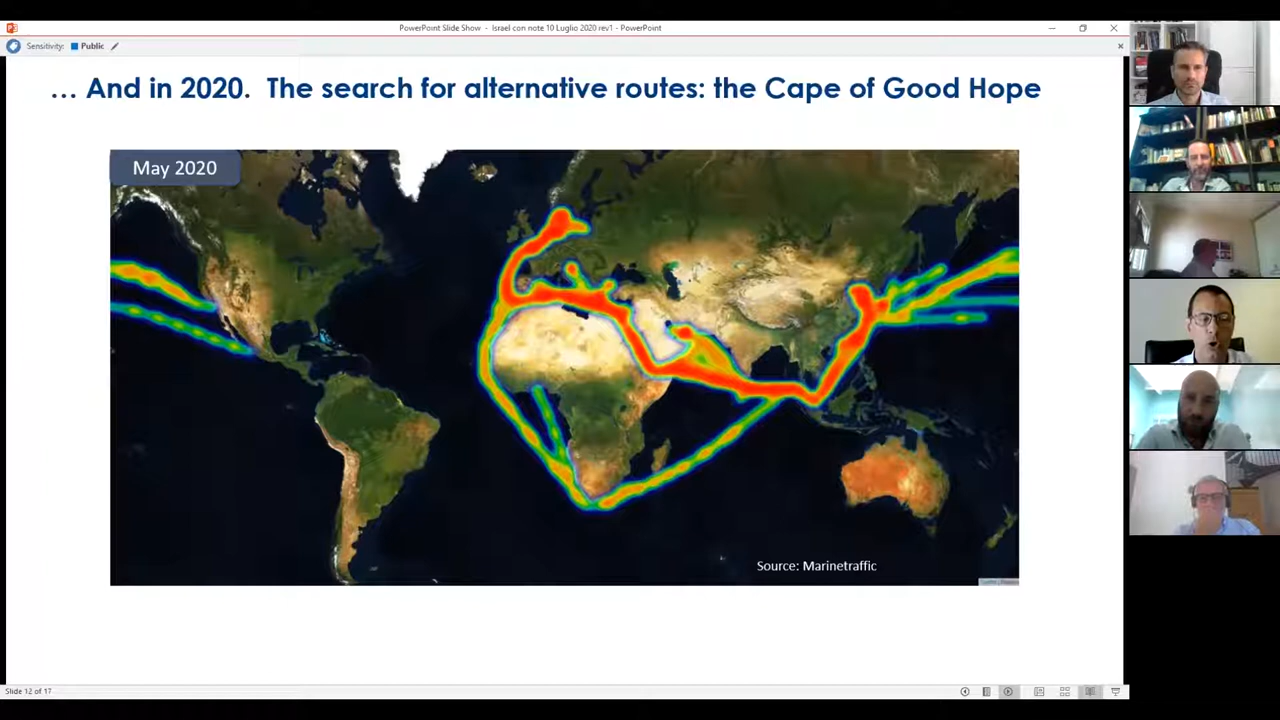 PowerPoint Slide Show - israel con note 10 Luglio 2020 rev1 - PowerPoint
Sensitivity: Public
… And in 2020. The search for alternative routes: the Cape of Good Hope
May 2020
Source: Marinetraffic
Slide 12 of 17